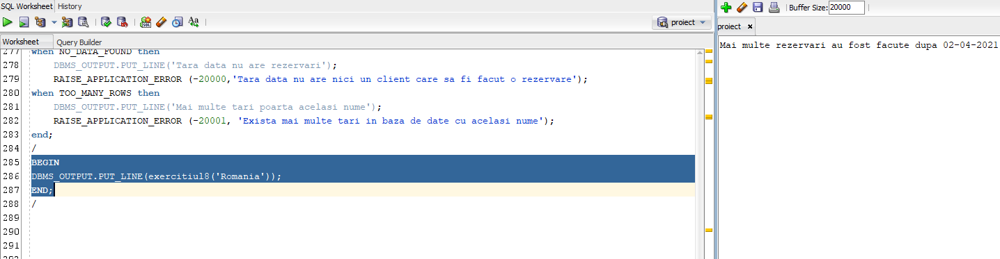 SQL Worksheet History
proiect
Worksheet Query Builder
277 when NO_DATA_FOUND then
278 DBMS_OUTPUT.PUT_LINE('Tara data nu are rezervari');
279 RAISE_APPLICATION_ERROR (-20000,'Tara data nu are nici un client care sa fi facut o rezervare');
280 when TOO_MANY_ROWS then
281 DBMS_OUTPUT.PUT_LINE('Mai multe tari poarta acelasi nume');
282 RAISE_APPLICATION_ERROR (-20001, 'Exista mai multe tari in baza de date cu acelasi nume');
283 end;
284 /
285 BEGIN
286 DBMS_OUTPUT.PUT_LINE(exercitiul8('Romania'));
287 END;
288 /
289
290
291
Buffer Size: 20000
proiect
Mai multe rezervari au fost facute dupa 02-04-2021